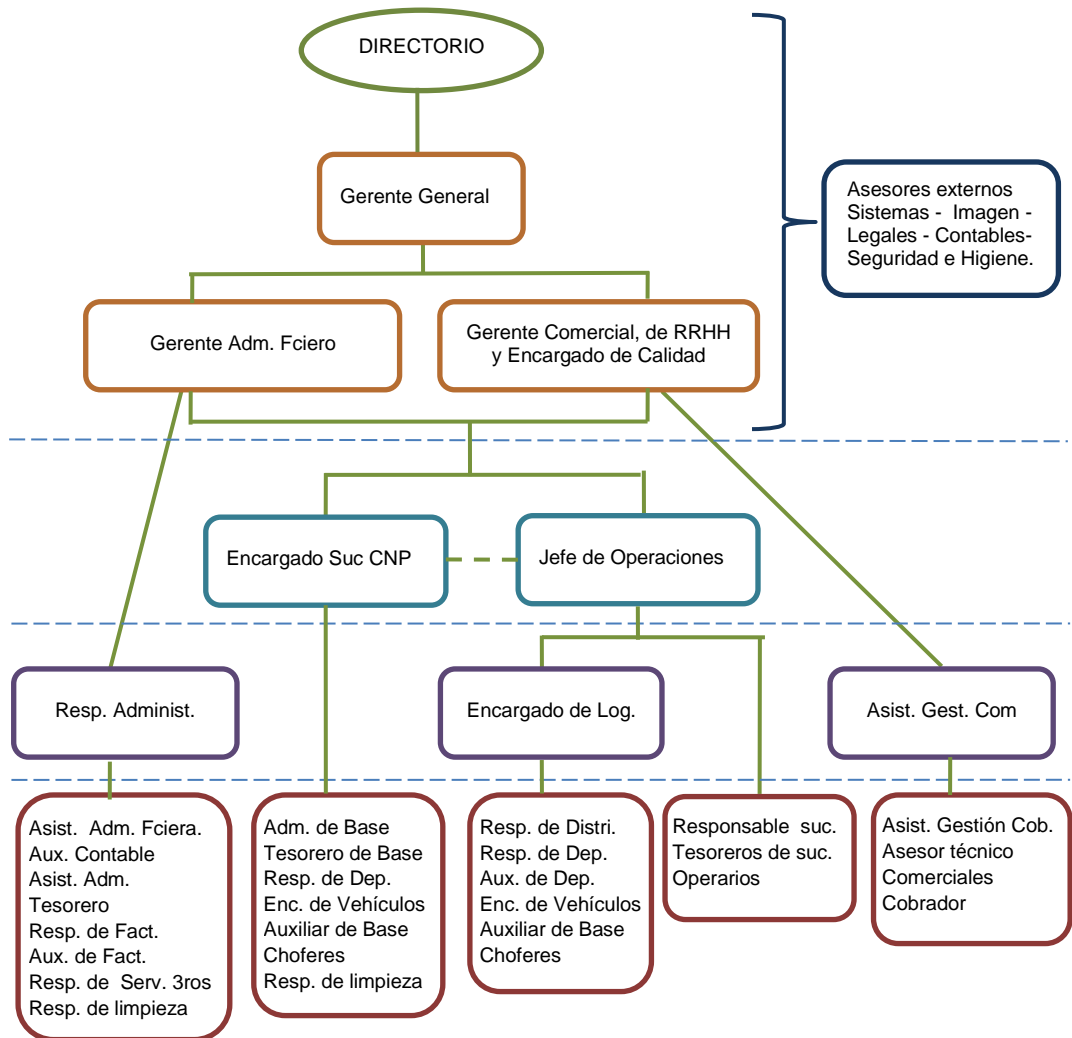 DIRECTORIO
Gerente General
Asesores externos
Sistemas - Imagen -
Legales - Contables-
Seguridad e Higiene.
Gerente Adm. Fciero
Gerente Comercial, de RRHH
y Encargado de Calidad
Encargado Suc CNP
Jefe de Operaciones
Resp. Administ.
Encargado de Log.
Asist. Gest. Com
Asist. Adm. Fciera.
Aux. Contable
Asist. Adm.
Tesorero
Resp. de Fact.
Aux. de Fact.
Resp. de Serv. 3ros
Resp. de limpieza
Adm. de Base
Tesorero de Base
Resp. de Dep.
Enc. de Vehículos
Auxiliar de Base
Choferes
Resp. de limpieza
Resp. de Distri.
Resp. de Dep.
Aux. de Dep.
Enc. de Vehículos
Auxiliar de Base
Choferes
Responsable suc.
Tesoreros de suc.
Operarios
Asist. Gestión Cob.
Asesor técnico
Comerciales
Cobrador